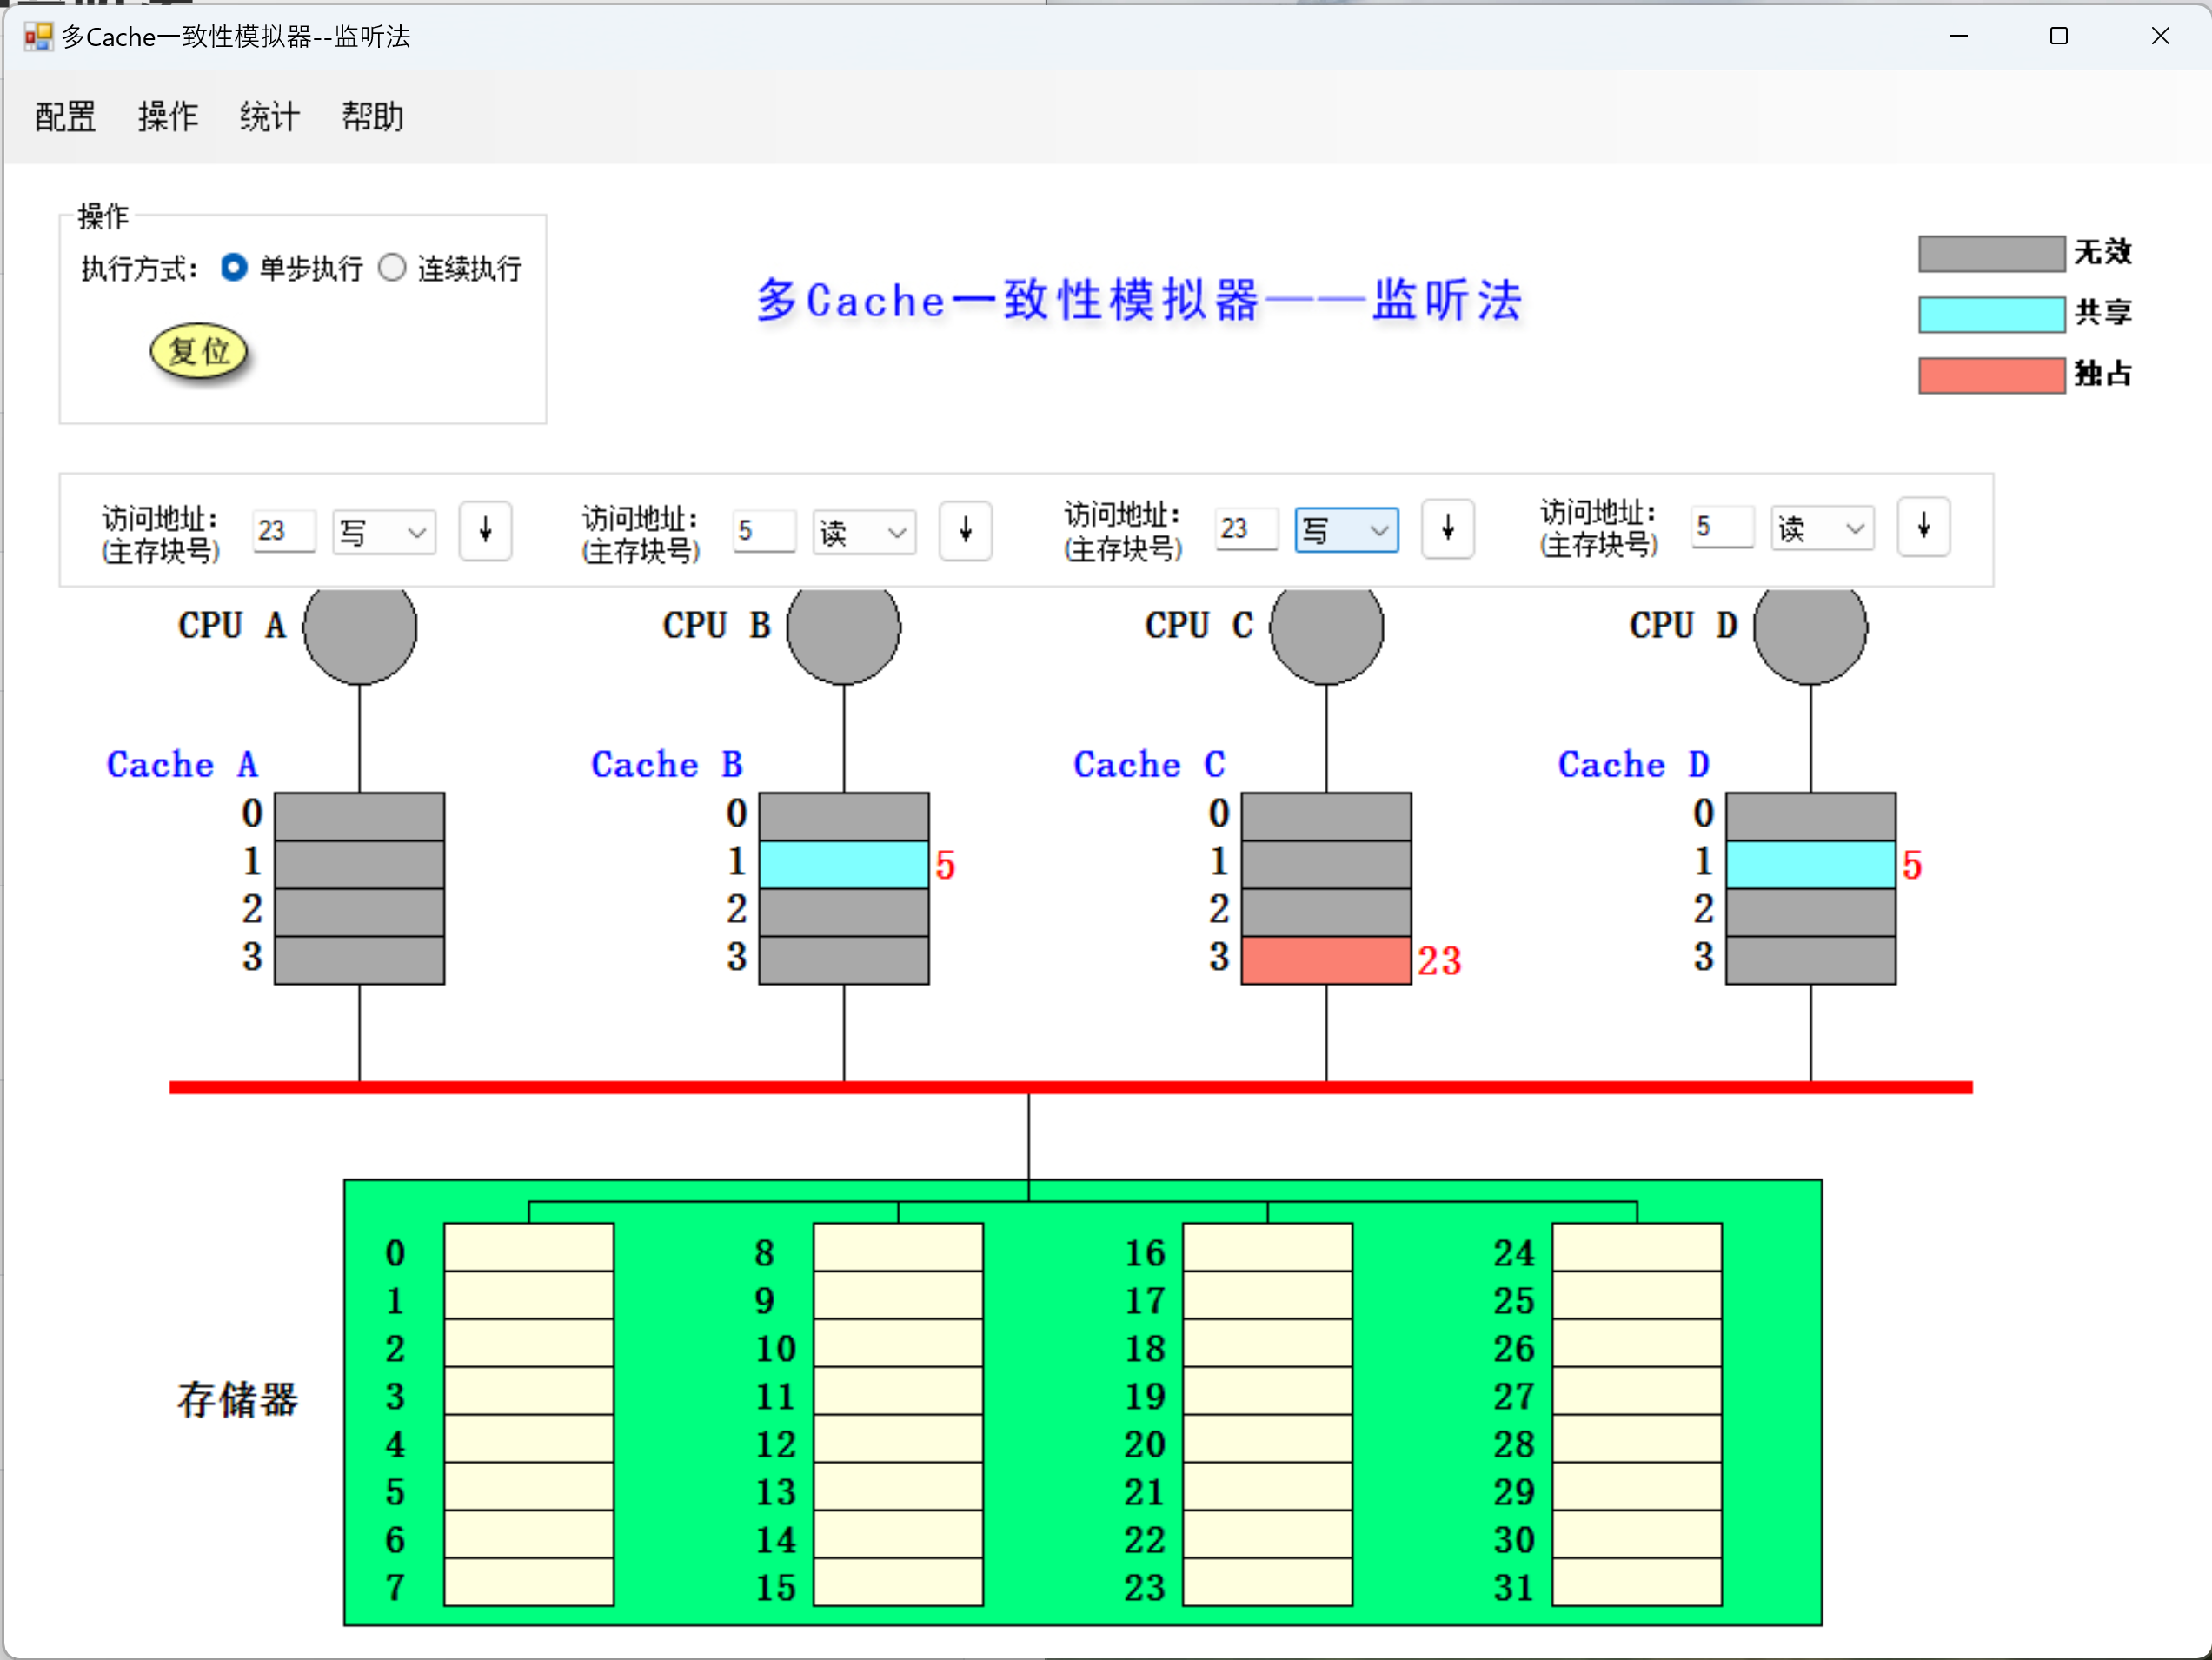 多Cache一致性模拟器--监听法
配置 操作 统计 帮助
操作
执行方式: 单步执行 连续执行
复位
多Cache一致性模拟器——监听法
无效
共享
独占
访问地址:
(主存块号)
23 写 ↓
访问地址:
(主存块号)
5 读 ↓
访问地址:
(主存块号)
23 写 ↓
访问地址:
(主存块号)
5 读 ↓
CPU A CPU B CPU C CPU D
Cache A Cache B Cache C Cache D
0 0 0 0
1 1 5 1 1 5
2 2 2 2
3 3 3 23 3
存储器
0 8 16 24
1 9 17 25
2 10 18 26
3 11 19 27
4 12 20 28
5 13 21 29
6 14 22 30
7 15 23 31